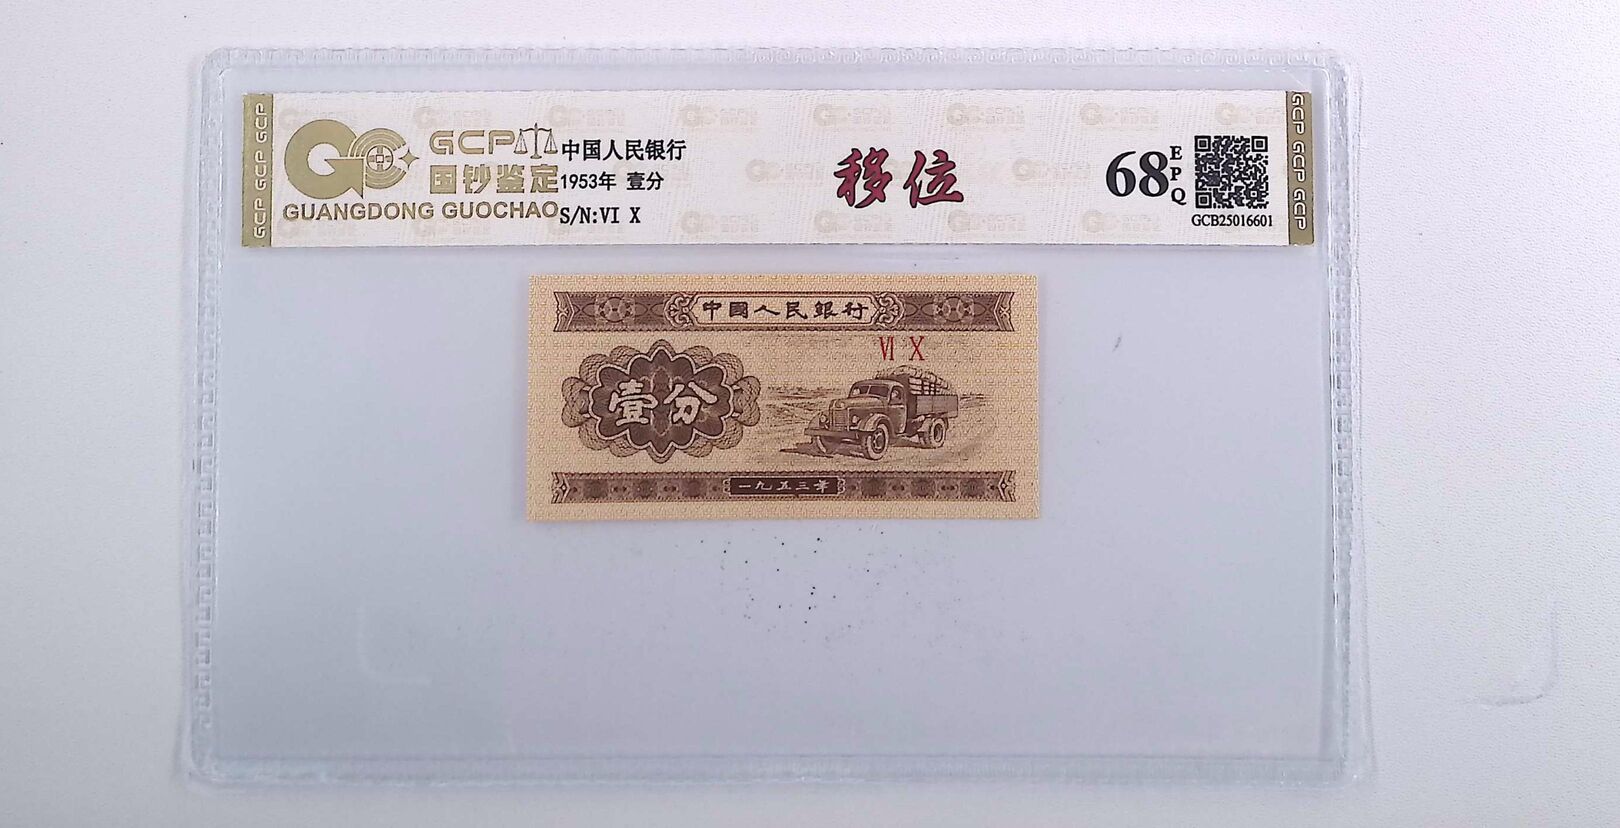 GCP GCP GCP
GCP
国钞鉴定
GUANGDONG GUOCHAO
中国人民银行
1953年 壹分
S/N:VI X
移位
68
EPQ
GCB25016601
GCP GCP GCP
中國人民銀行
VI X
壹分
一九五三年